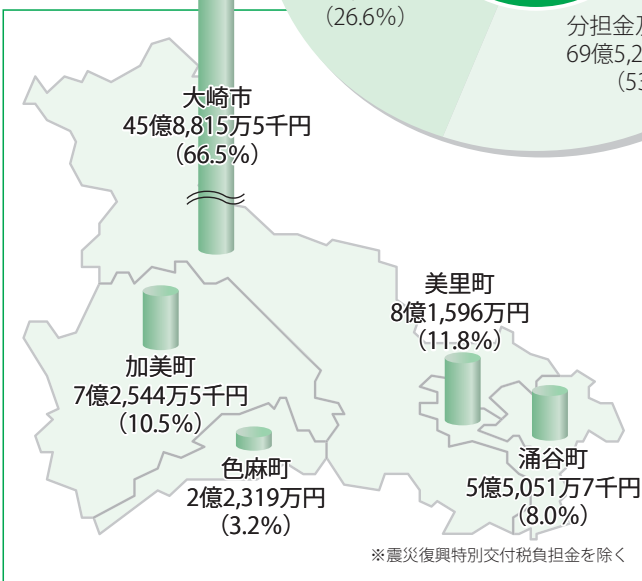 (26.6%)
分担金及
69億5,2
(53
大崎市
45億8,815万5千円
(66.5%)
美里町
8億1,596万円
(11.8%)
加美町
7億2,544万5千円
(10.5%)
色麻町
2億2,319万円
(3.2%)
涌谷町
5億5,051万7千円
(8.0%)
※震災復興特別交付税負担金を除く